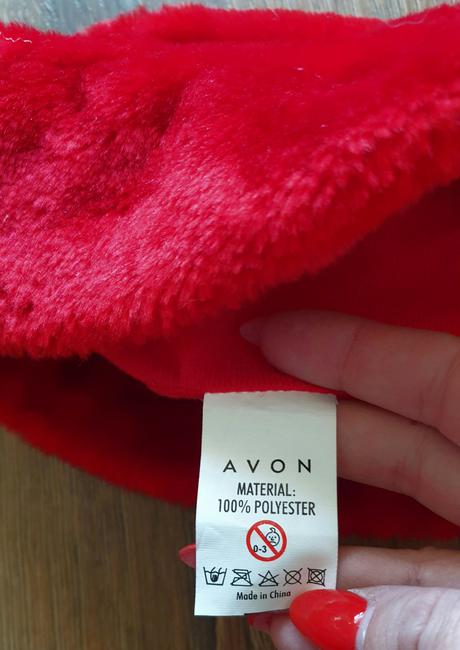 AVON
MATERIAL:
100% POLYESTER
0-3
Made in China